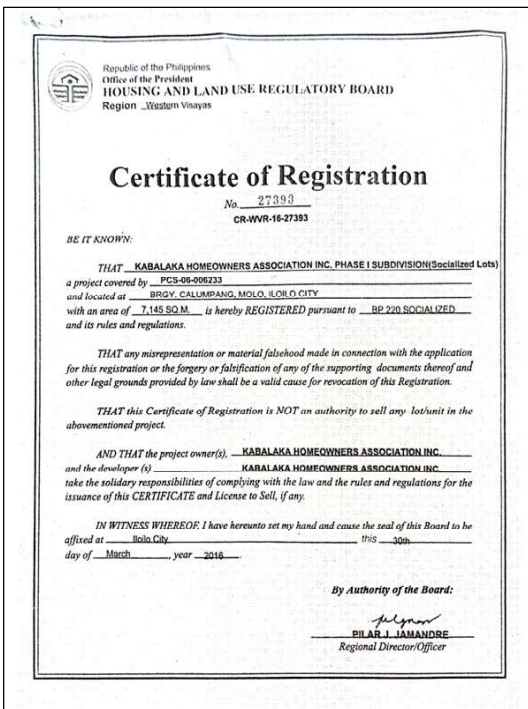 Republic of the Philippines
Office of the President
HOUSING AND LAND USE REGULATORY BOARD
Region Western Visayas
Certificate of Registration
No. 27393
CR-WVR-16-27393
BE IT KNOWN:
THAT KABALAKA HOMEOWNERS ASSOCIATION INC. PHASE I SUBDIVISION(Socialized Lots)
a project covered by PCS-06-006233
and located at BRGY. CALUMPANG, MOLO, ILOILO CITY
with an area of 7,145 SQ.M. is hereby REGISTERED pursuant to BP 220 SOCIALIZED
and its rules and regulations.
THAT any misrepresentation or material falsehood made in connection with the application
for this registration or the forgery or falsification of any of the supporting documents thereof and
other legal grounds provided by law shall be a valid cause for revocation of this Registration.
THAT this Certificate of Registration is NOT an authority to sell any lot/unit in the
abovementioned project.
AND THAT the project owner(s), KABALAKA HOMEOWNERS ASSOCIATION INC.
and the developer (s) KABALAKA HOMEOWNERS ASSOCIATION INC.
take the solidary responsibilities of complying with the law and the rules and regulations for the
issuance of this CERTIFICATE and License to Sell, if any.
IN WITNESS WHEREOF, I have hereunto set my hand and cause the seal of this Board to be
affixed at Iloilo City this 30th
day of March, year 2016.
By Authority of the Board:
PILAR J. JAMANDRE
Regional Director/Officer